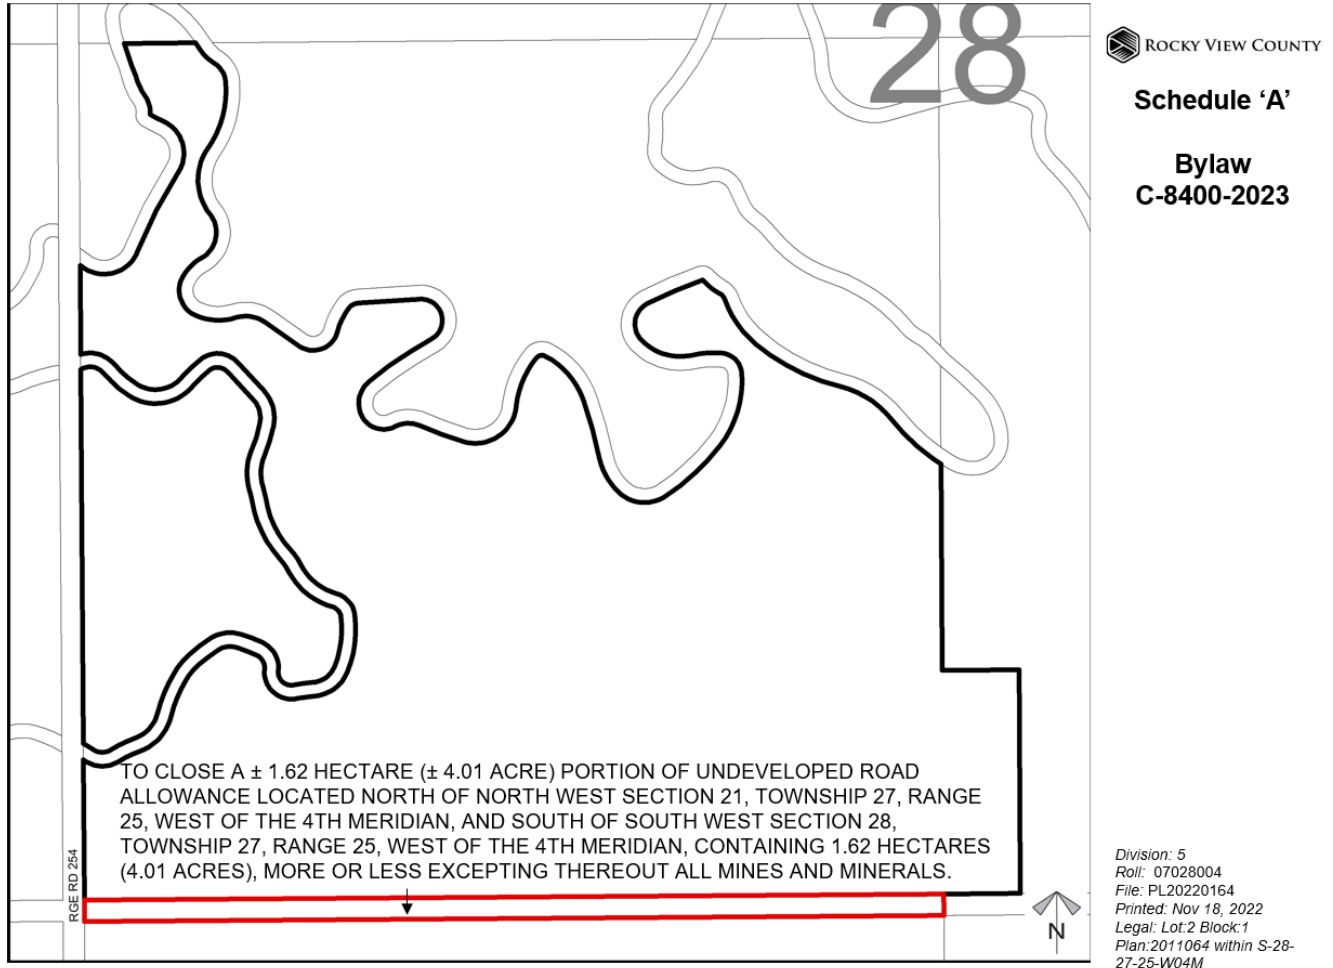 28
ROCKY VIEW COUNTY
Schedule ‘A’
Bylaw
C-8400-2023
TO CLOSE A ± 1.62 HECTARE (± 4.01 ACRE) PORTION OF UNDEVELOPED ROAD
ALLOWANCE LOCATED NORTH OF NORTH WEST SECTION 21, TOWNSHIP 27, RANGE
25, WEST OF THE 4TH MERIDIAN, AND SOUTH OF SOUTH WEST SECTION 28,
TOWNSHIP 27, RANGE 25, WEST OF THE 4TH MERIDIAN, CONTAINING 1.62 HECTARES
(4.01 ACRES), MORE OR LESS EXCEPTING THEREOUT ALL MINES AND MINERALS.
RGE RD 254
N
Division: 5
Roll: 07028004
File: PL20220164
Printed: Nov 18, 2022
Legal: Lot:2 Block:1
Plan:2011064 within S-28-
27-25-W04M